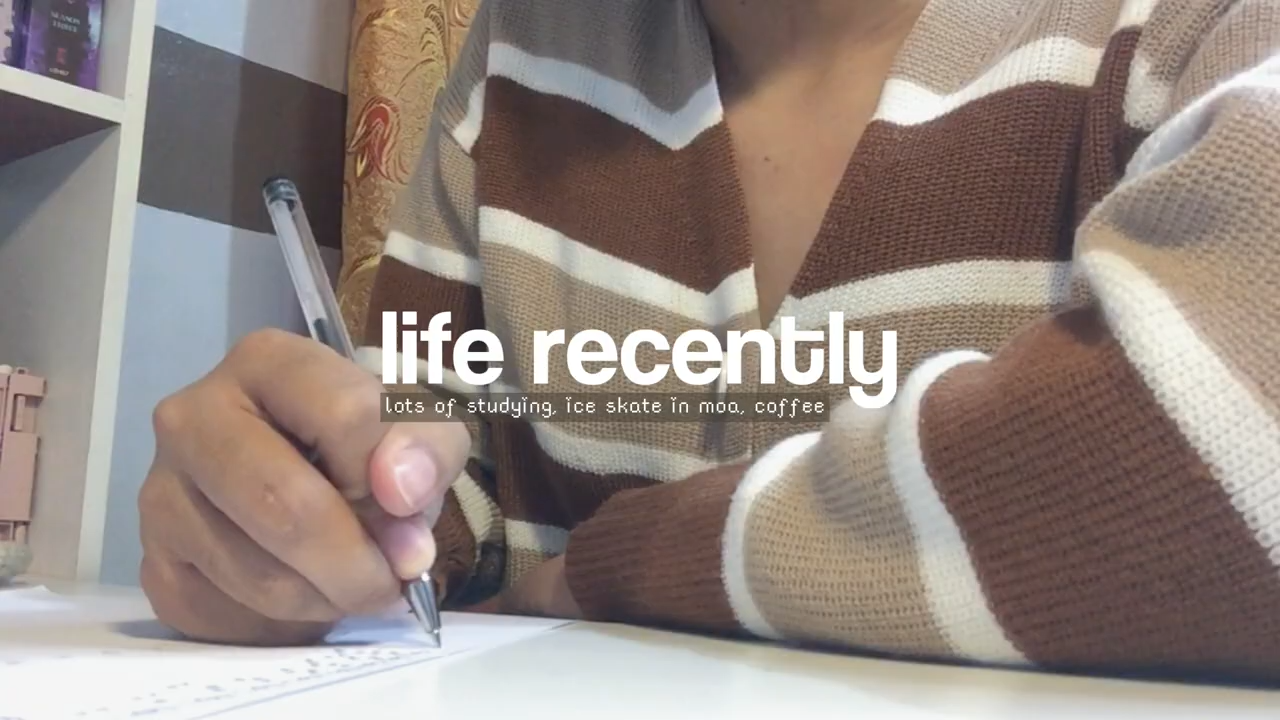 life recently
lots of studying, ice skate in moa, coffee